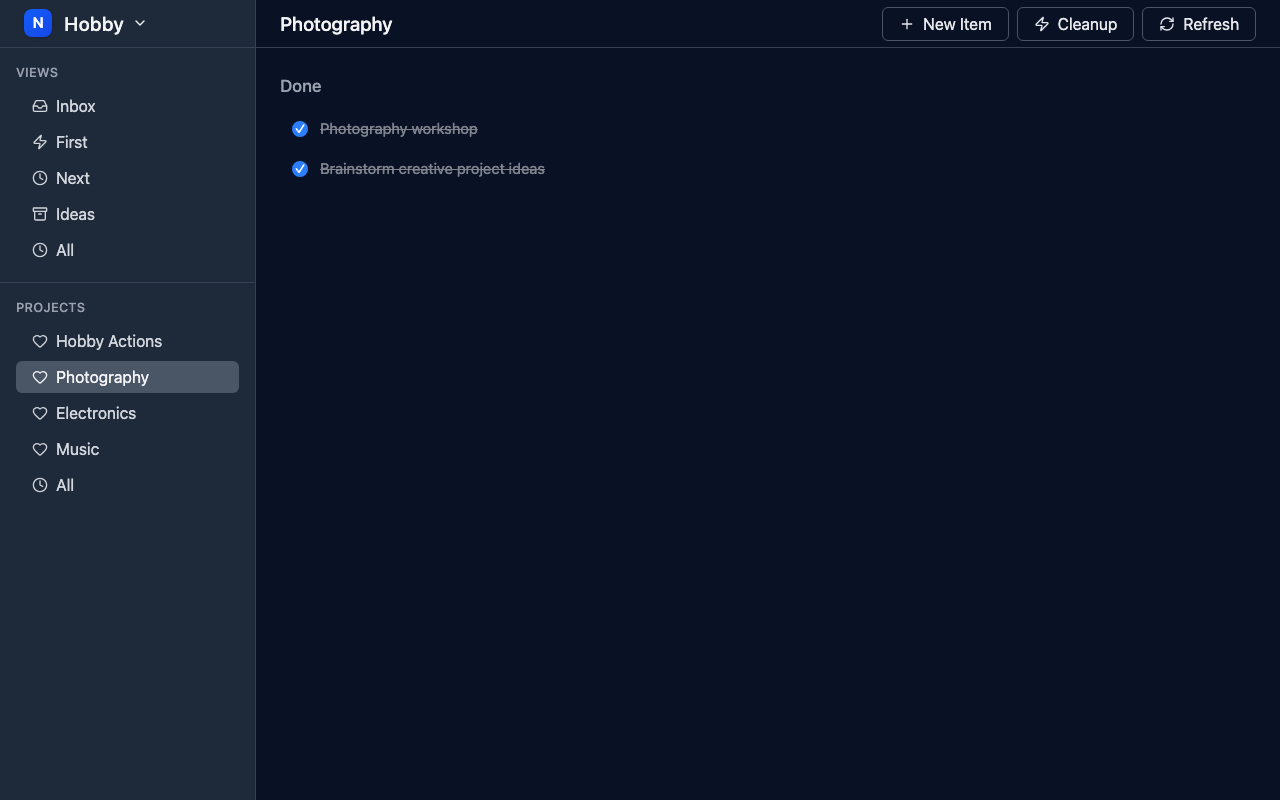 N Hobby
VIEWS
Inbox
First
Next
Ideas
All
PROJECTS
Hobby Actions
Photography
Electronics
Music
All
Photography
New Item
Cleanup
Refresh
Done
Photography workshop
Brainstorm creative project ideas